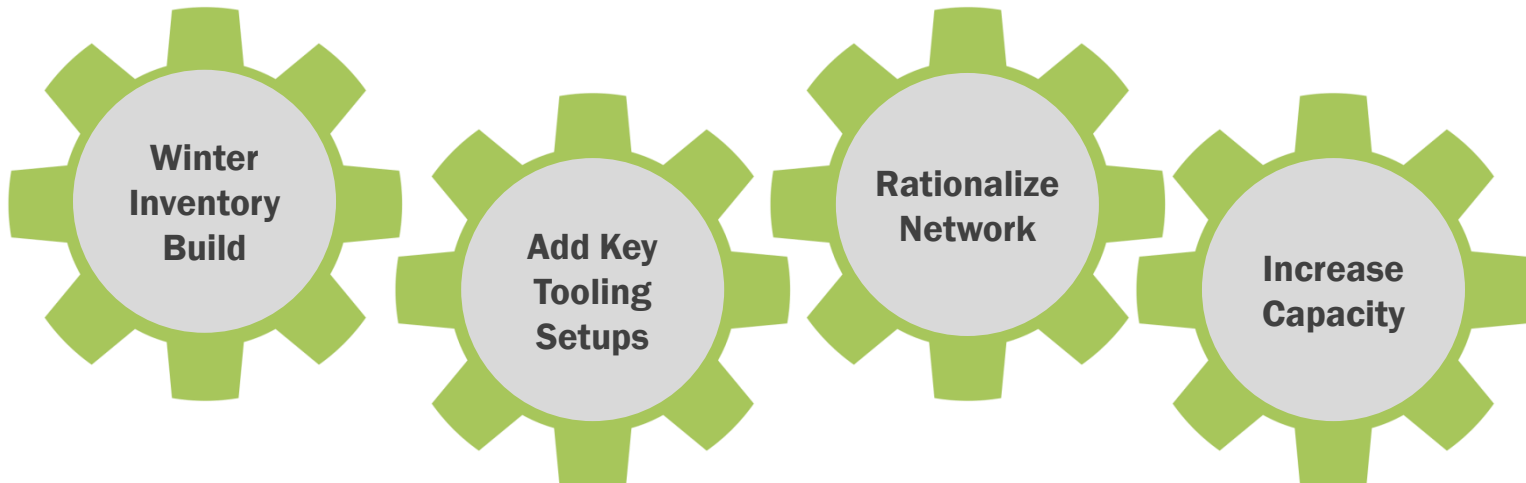 Winter
Inventory
Build
Add Key
Tooling
Setups
Rationalize
Network
Increase
Capacity